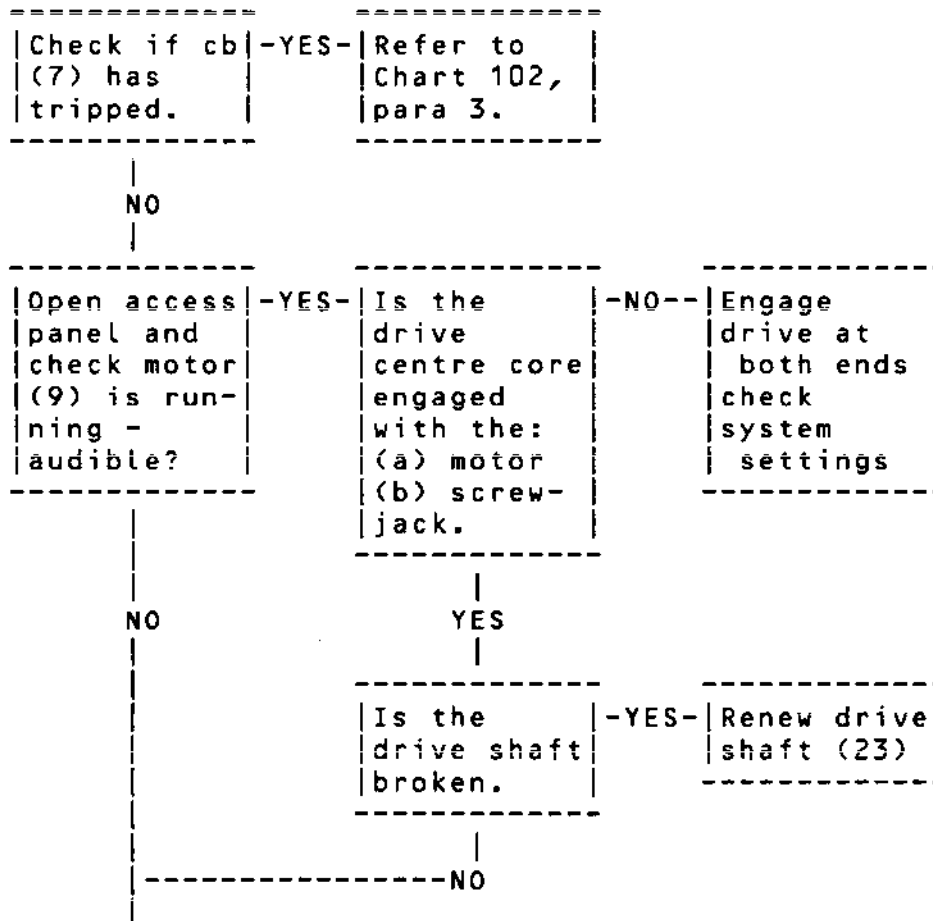 Check if cb
(7) has
tripped.
-YES-
Refer to
Chart 102,
para 3.
NO
Open access
panel and
check motor
(9) is run-
ning -
audible?
-YES-
Is the
drive
centre core
engaged
with the:
(a) motor
(b) screw-
jack.
-NO--
Engage
drive at
both ends
check
system
settings
NO
YES
Is the
drive shaft
broken.
-YES-
Renew drive
shaft (23)
NO